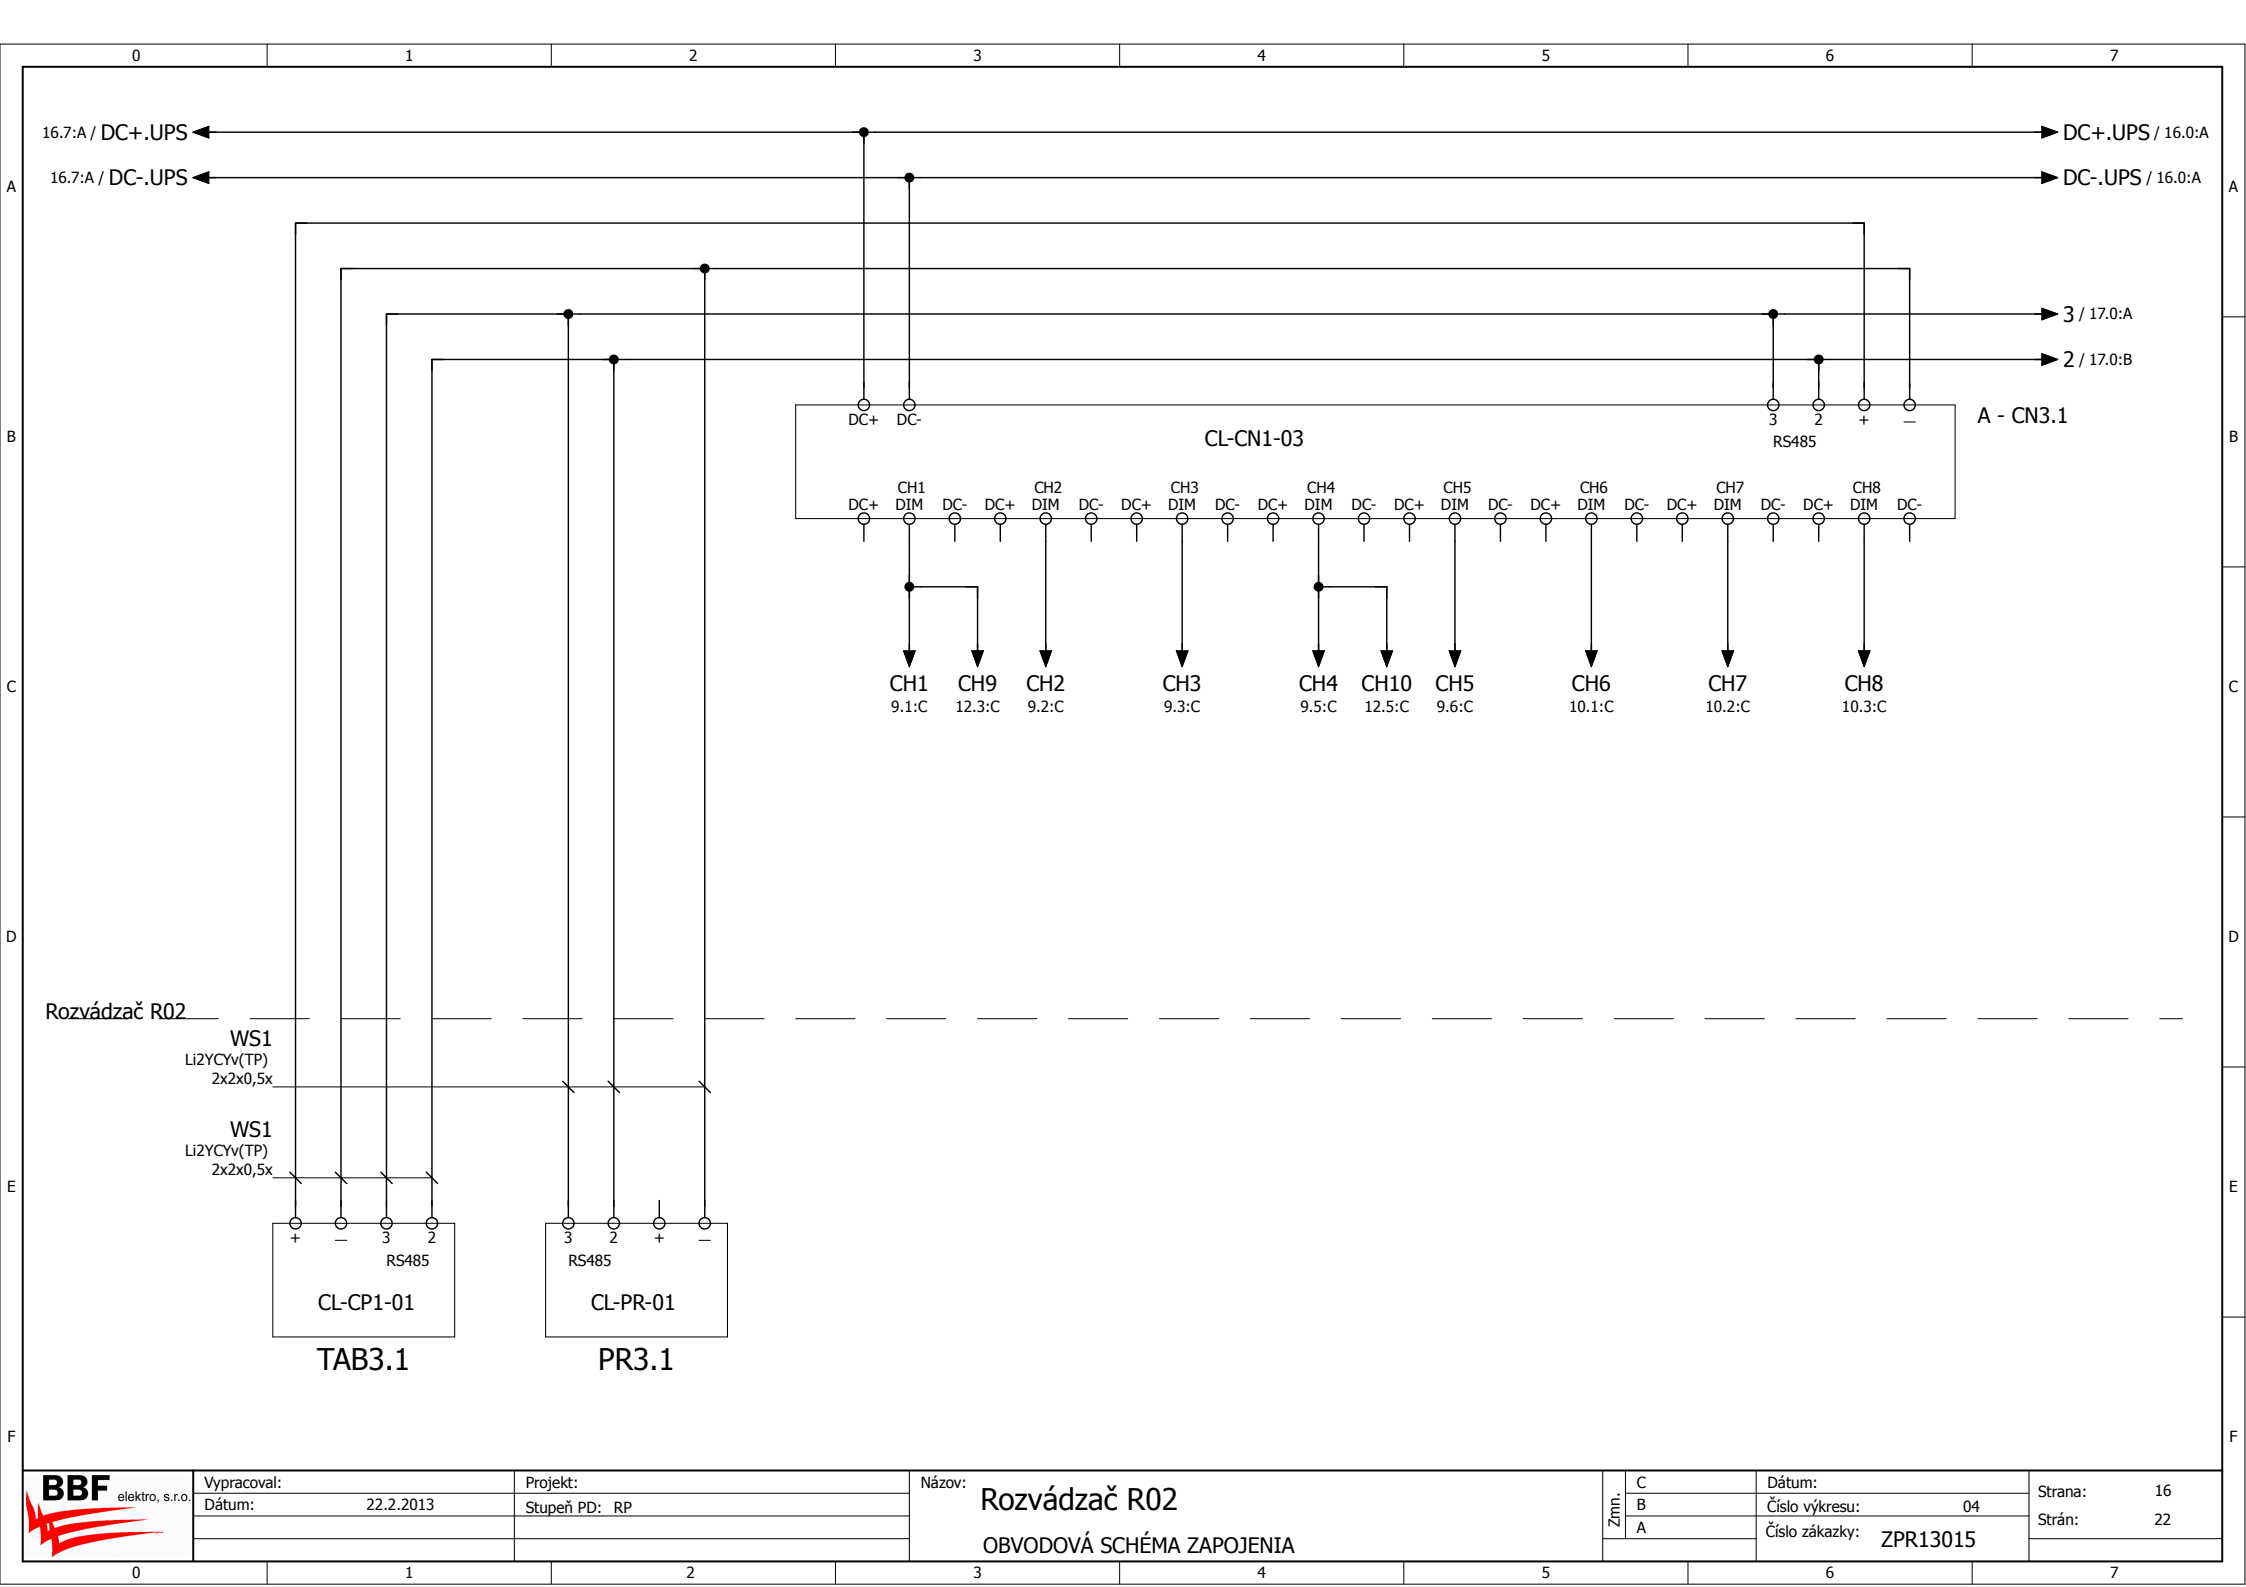 0 1 2 3 4 5 6 7
16.7:A / DC+.UPS DC+.UPS / 16.0:A
A 16.7:A / DC-.UPS DC-.UPS / 16.0:A A
3 / 17.0:A
2 / 17.0:B
DC+ DC- 3 2 + — A - CN3.1
B CL-CN1-03 RS485 B
CH1 CH2 CH3 CH4 CH5 CH6 CH7 CH8
DC+ DIM DC- DC+ DIM DC- DC+ DIM DC- DC+ DIM DC- DC+ DIM DC- DC+ DIM DC- DC+ DIM DC- DC+ DIM DC-
C CH1 CH9 CH2 CH3 CH4 CH10 CH5 CH6 CH7 CH8 C
9.1:C 12.3:C 9.2:C 9.3:C 9.5:C 12.5:C 9.6:C 10.1:C 10.2:C 10.3:C
D D
Rozvádzač R02
WS1
Li2YCYv(TP)
2x2x0,5x
WS1
Li2YCYv(TP)
2x2x0,5x
E E
+ — 3 2 3 2 + —
RS485 RS485
CL-CP1-01 CL-PR-01
TAB3.1 PR3.1
F F
BBF elektro, s.r.o.
Vypracoval:
Dátum: 22.2.2013
Projekt:
Stupeň PD: RP
Názov: Rozvádzač R02
OBVODOVÁ SCHÉMA ZAPOJENIA
Zmn.
C
B
A
Dátum:
Číslo výkresu: 04
Číslo zákazky: ZPR13015
Strana: 16
Strán: 22
0 1 2 3 4 5 6 7